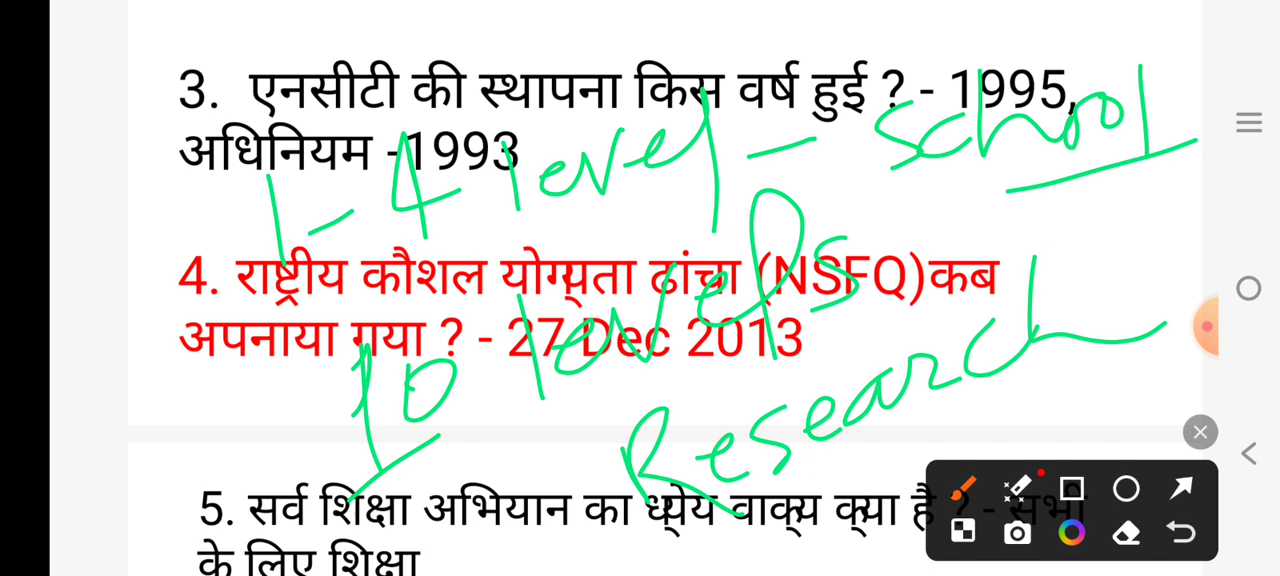 3. एनसीटी की स्थापना किस वर्ष हुई ? - 1995,
अधिनियम -1993
1-4 level - school
4. राष्ट्रीय कौशल योग्यता ढांचा (NSFQ)कब
अपनाया गया ? - 27 Dec 2013
10 levels
Research
5. सर्व शिक्षा अभियान का ध्येय वाक्य क्या है ? - सभी
के लिए शिक्षा